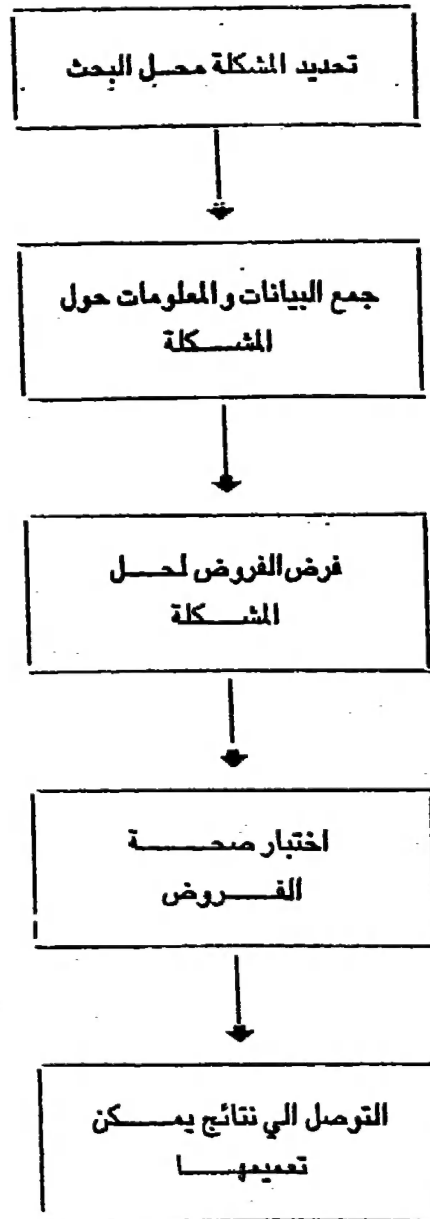 تحديد المشكلة محل البحث
جمع البيانات والمعلومات حول
المشكلة
فرض الفروض لحل
المشكلة
اختبار صحة
الفروض
التوصل الي نتائج يمكن
تعميمها